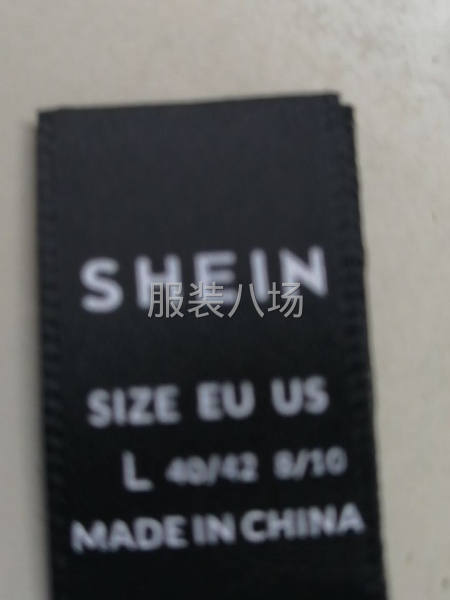 SHEIN
服装八场
SIZE EU US
L 40/42 8/10
MADE IN CHINA